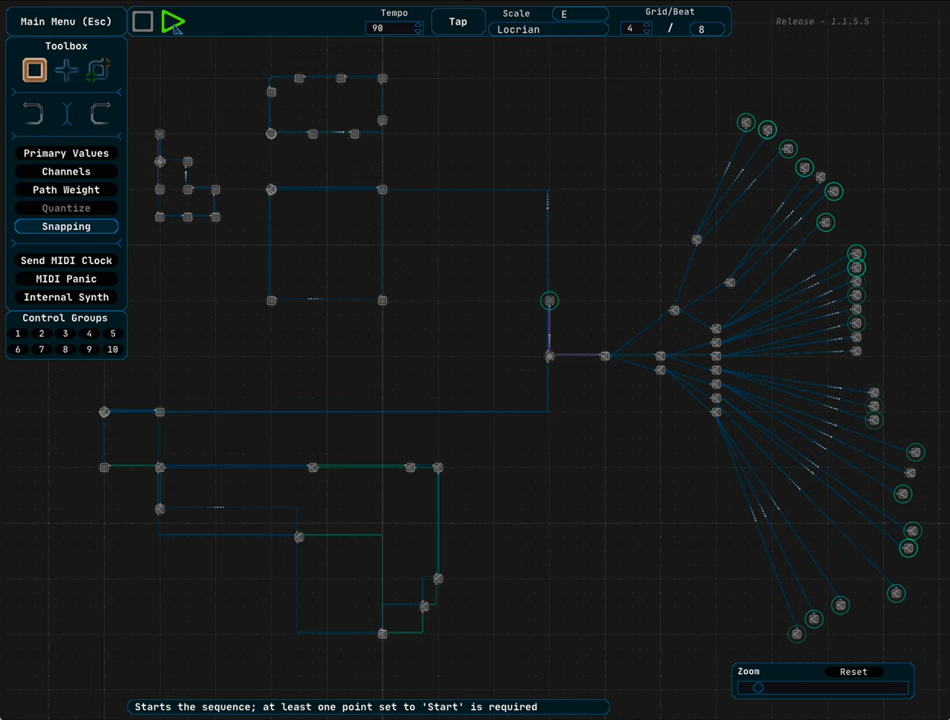 Main Menu (Esc)
Tempo
90
Tap
Scale
E
Locrian
Grid/Beat
4 / 8
Release - 1.1.5.5
Toolbox
Primary Values
Channels
Path Weight
Quantize
Snapping
Send MIDI Clock
MIDI Panic
Internal Synth
Control Groups
1 2 3 4 5
6 7 8 9 10
Zoom
Reset
Starts the sequence; at least one point set to 'Start' is required